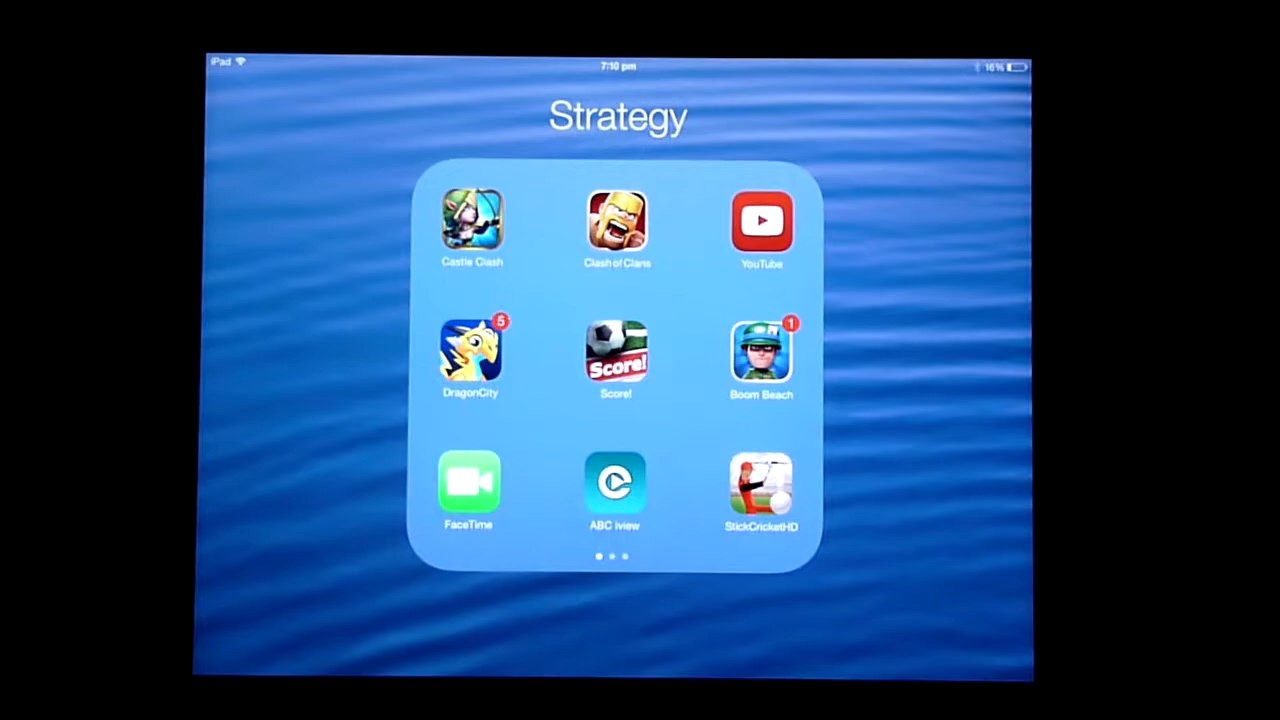 iPad
7:10 pm
16%
Strategy
Castle Clash
Clash of Clans
YouTube
5
1
Score!
DragonCity
Score!
Boom Beach
FaceTime
ABC iview
StickCricketHD